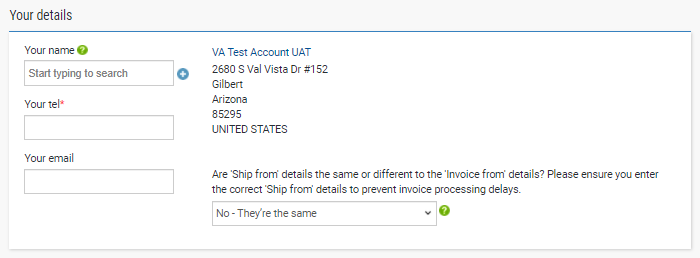 Your details
Your name
Start typing to search
Your tel*
Your email
VA Test Account UAT
2680 S Val Vista Dr #152
Gilbert
Arizona
85295
UNITED STATES
Are 'Ship from' details the same or different to the 'Invoice from' details? Please ensure you enter
the correct 'Ship from' details to prevent invoice processing delays.
No - They're the same